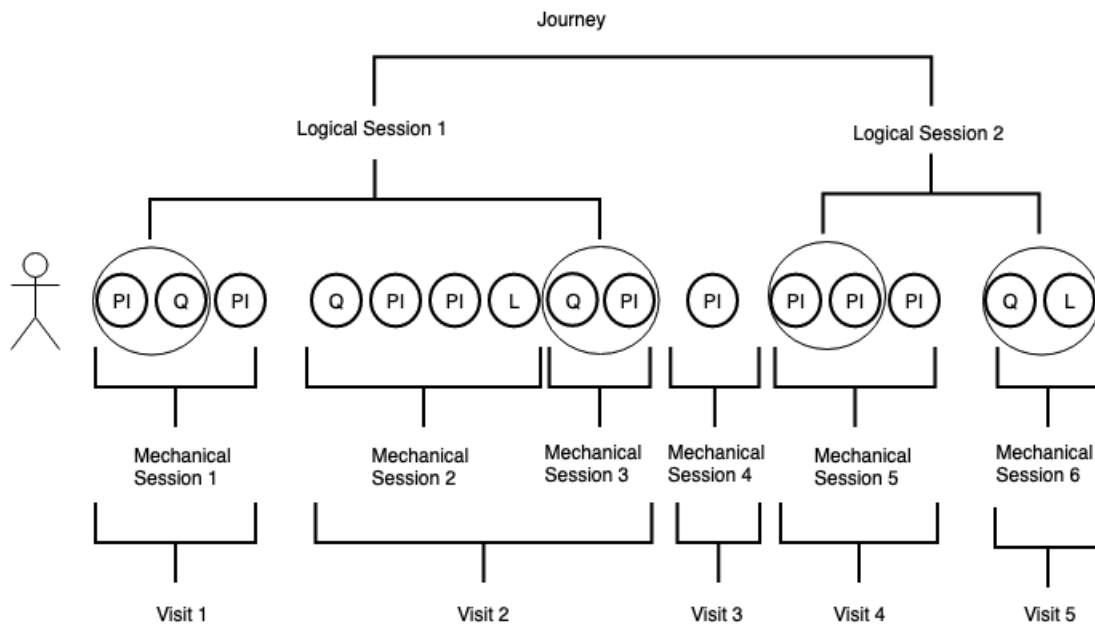 Journey
Logical Session 1
Logical Session 2
PI Q PI Q PI PI L Q PI PI PI PI PI Q L
Mechanical
Session 1
Mechanical
Session 2
Mechanical
Session 3
Mechanical
Session 4
Mechanical
Session 5
Mechanical
Session 6
Visit 1
Visit 2
Visit 3
Visit 4
Visit 5